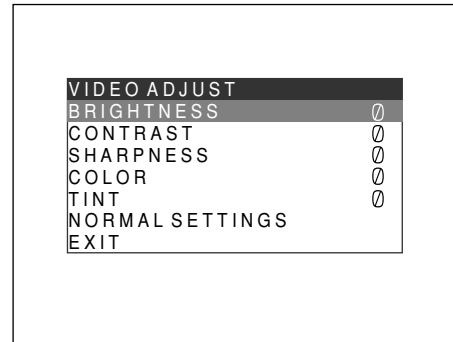 VIDEO ADJUST
BRIGHTNESS 0
CONTRAST 0
SHARPNESS 0
COLOR 0
TINT 0
NORMAL SETTINGS
EXIT